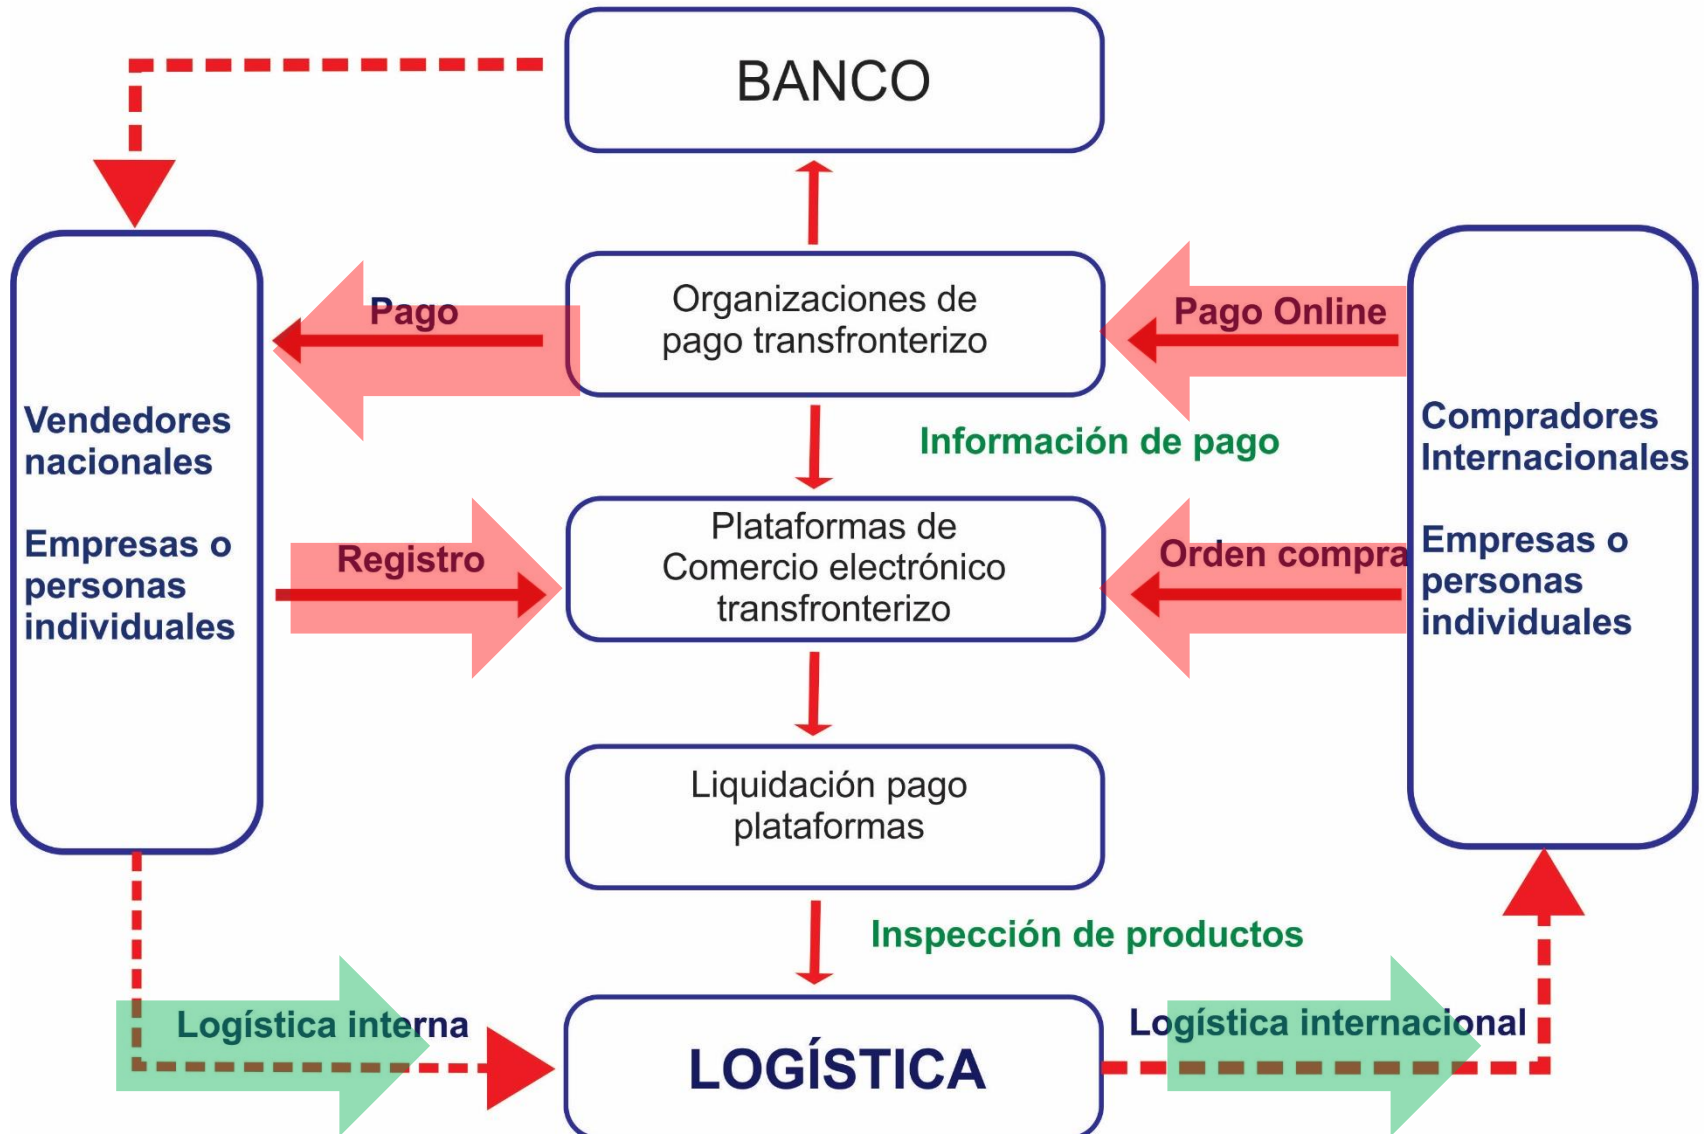 BANCO
Pago
Organizaciones de
pago transfronterizo
Pago Online
Vendedores
nacionales
Empresas o
personas
individuales
Información de pago
Compradores
Internacionales
Empresas o
personas
individuales
Registro
Plataformas de
Comercio electrónico
transfronterizo
Orden compra
Liquidación pago
plataformas
Inspección de productos
Logística interna
LOGÍSTICA
Logística internacional